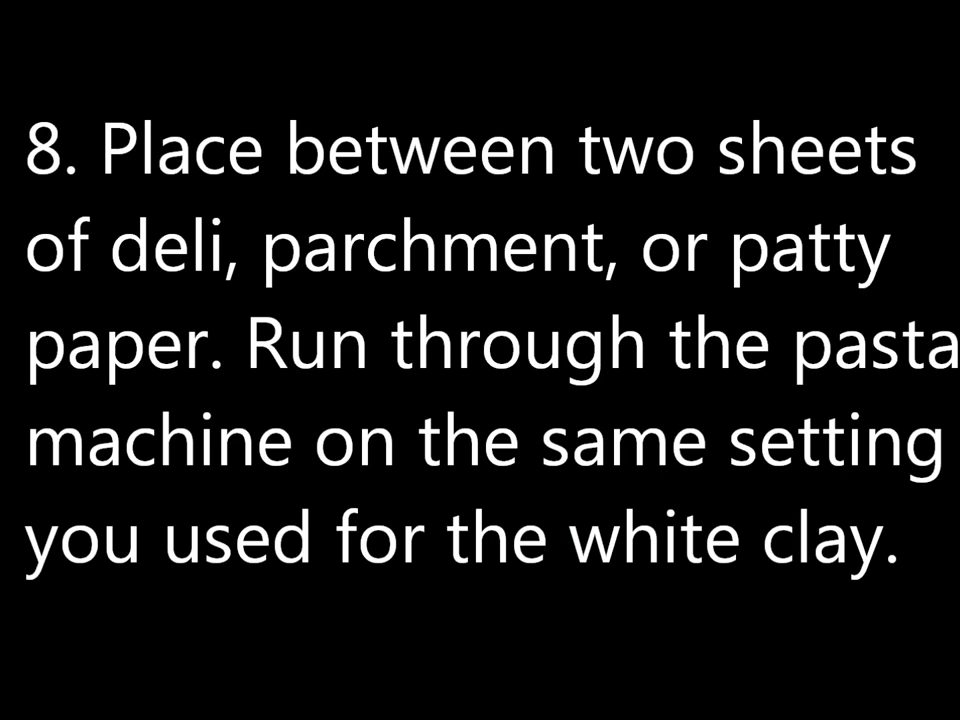 8. Place between two sheets
of deli, parchment, or patty
paper. Run through the pasta
machine on the same setting
you used for the white clay.